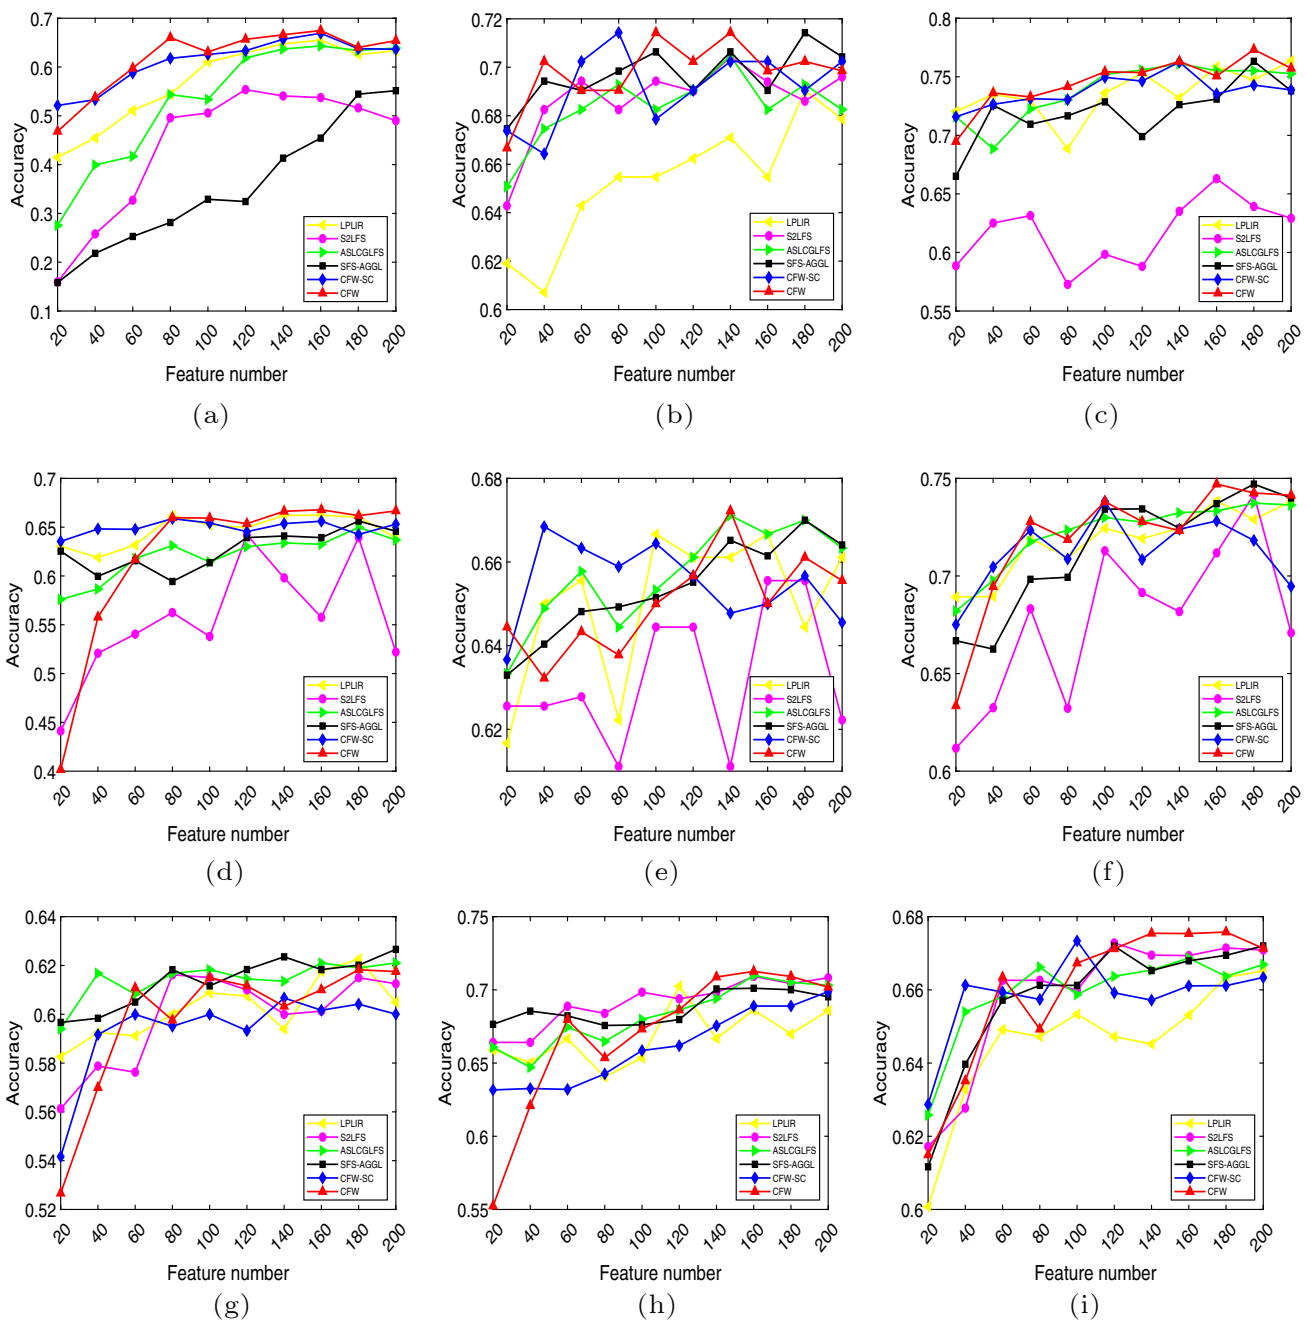 0.7
0.6
0.5
0.4
0.3
0.2
0.1
Accuracy
20 40 60 80 100 120 140 160 180 200
Feature number
LPLIR
S2LFS
ASLCGLFS
SFS-AGGL
CFW-SC
CFW
(a)
0.72
0.7
0.68
0.66
0.64
0.62
0.6
Accuracy
20 40 60 80 100 120 140 160 180 200
Feature number
LPLIR
S2LFS
ASLCGLFS
SFS-AGGL
CFW-SC
CFW
(b)
0.8
0.75
0.7
0.65
0.6
0.55
Accuracy
20 40 60 80 100 120 140 160 180 200
Feature number
LPLIR
S2LFS
ASLCGLFS
SFS-AGGL
CFW-SC
CFW
(c)
0.7
0.65
0.6
0.55
0.5
0.45
0.4
Accuracy
20 40 60 80 100 120 140 160 180 200
Feature number
LPLIR
S2LFS
ASLCGLFS
SFS-AGGL
CFW-SC
CFW
(d)
0.68
0.66
0.64
0.62
Accuracy
20 40 60 80 100 120 140 160 180 200
Feature number
LPLIR
S2LFS
ASLCGLFS
SFS-AGGL
CFW-SC
CFW
(e)
0.75
0.7
0.65
0.6
Accuracy
20 40 60 80 100 120 140 160 180 200
Feature number
LPLIR
S2LFS
ASLCGLFS
SFS-AGGL
CFW-SC
CFW
(f)
0.64
0.62
0.6
0.58
0.56
0.54
0.52
Accuracy
20 40 60 80 100 120 140 160 180 200
Feature number
LPLIR
S2LFS
ASLCGLFS
SFS-AGGL
CFW-SC
CFW
(g)
0.75
0.7
0.65
0.6
0.55
Accuracy
20 40 60 80 100 120 140 160 180 200
Feature number
LPLIR
S2LFS
ASLCGLFS
SFS-AGGL
CFW-SC
CFW
(h)
0.68
0.66
0.64
0.62
0.6
Accuracy
20 40 60 80 100 120 140 160 180 200
Feature number
LPLIR
S2LFS
ASLCGLFS
SFS-AGGL
CFW-SC
CFW
(i)